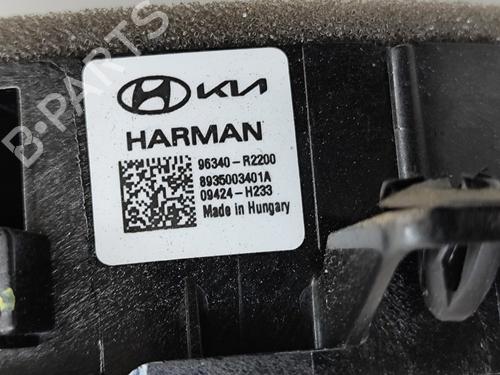 KIA
HARMAN
96340-R2200
8935003401A
09424-H233
Made in Hungary
B-PARTS